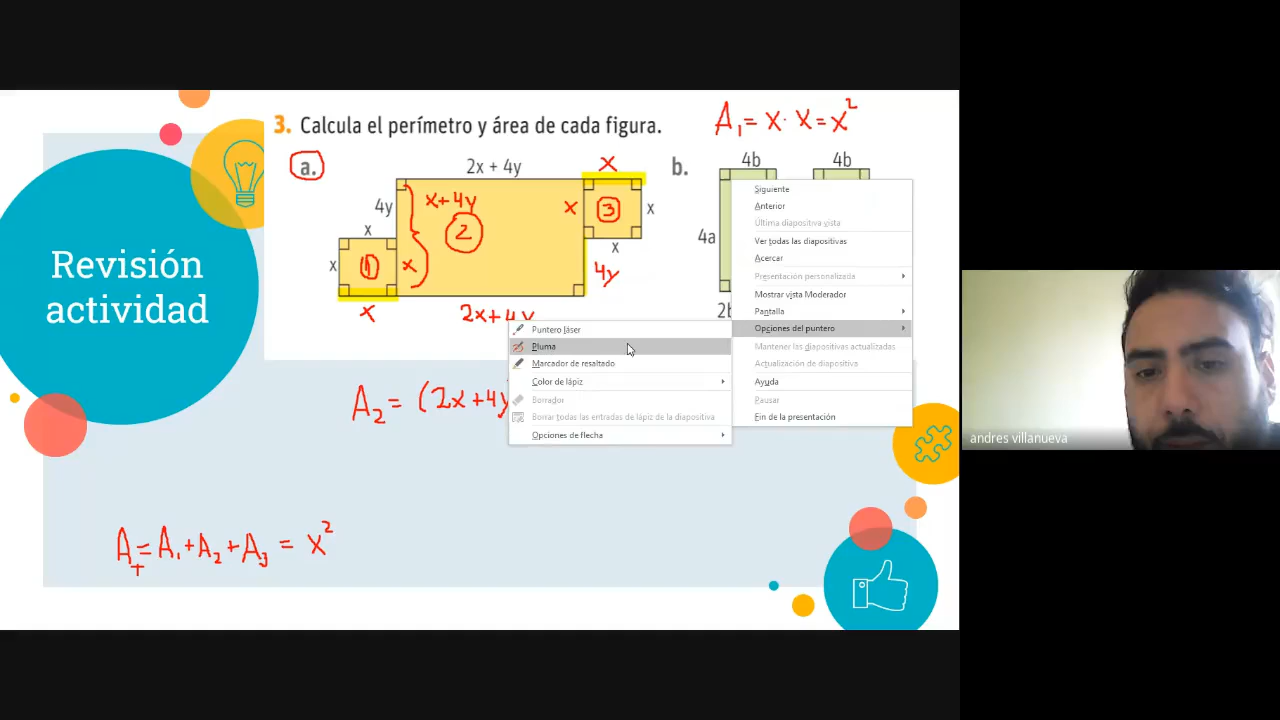 Revisión
actividad
3. Calcula el perímetro y área de cada figura.
A₁ = x · x = x²
a.
2x + 4y
x
b.
4b
4b
4y
x + 4y
2
x
3
x
x
x
x
1
x
4y
4a
x
2x + 4y
2b
A₂ = (2x + 4y
A_T = A₁ + A₂ + A₃ = x²
Puntero láser
Pluma
Marcador de resaltado
Color de lápiz
Borrador
Borrar todas las entradas de lápiz de la diapositiva
Opciones de flecha
Siguiente
Anterior
Última diapositiva vista
Ver todas las diapositivas
Acercar
Presentación personalizada
Mostrar vista Moderador
Pantalla
Opciones del puntero
Mantener las diapositivas actualizadas
Actualización de diapositiva
Ayuda
Pausar
Fin de la presentación
andres villanueva